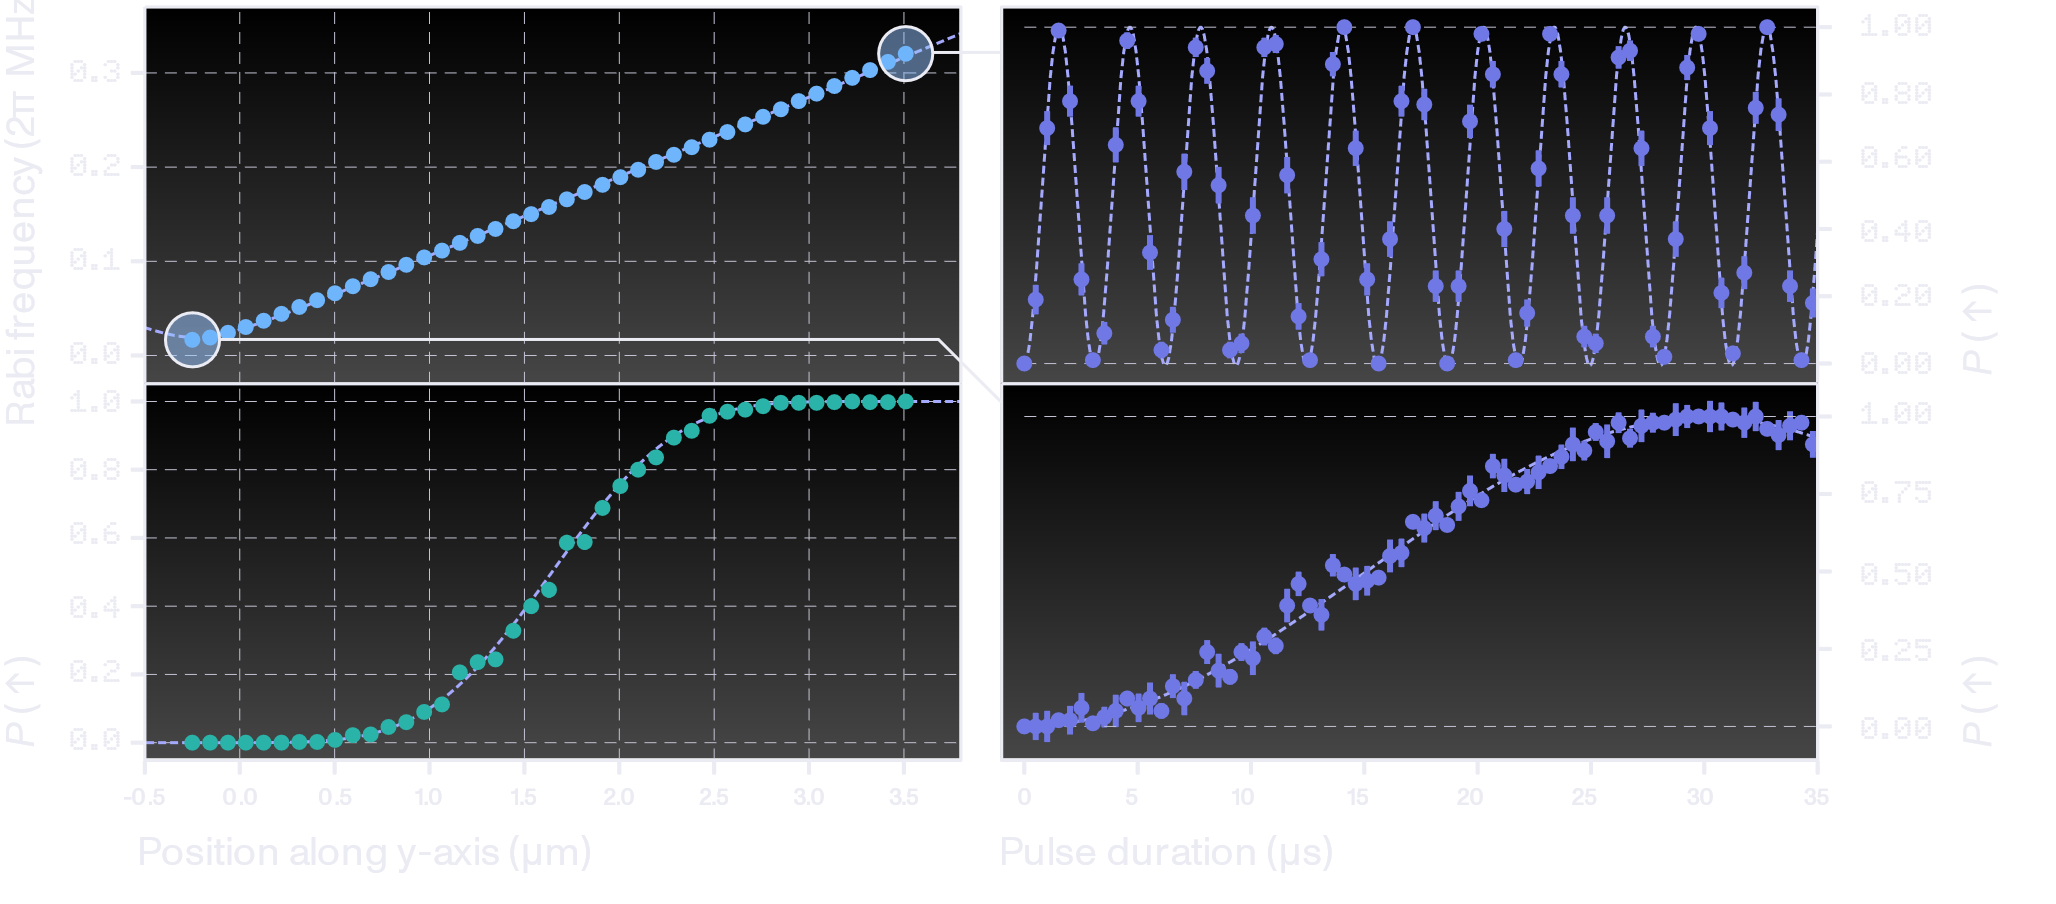 Rabi frequency (2π MHz
0.3
0.2
0.1
0.0
P(↑)
1.0
0.8
0.6
0.4
0.2
0.0
-0.5 0.0 0.5 1.0 1.5 2.0 2.5 3.0 3.5
Position along y-axis (µm)
1.00
0.80
0.60
0.40
0.20
0.00
P(↑)
1.00
0.75
0.50
0.25
0.00
P(↑)
0 5 10 15 20 25 30 35
Pulse duration (µs)